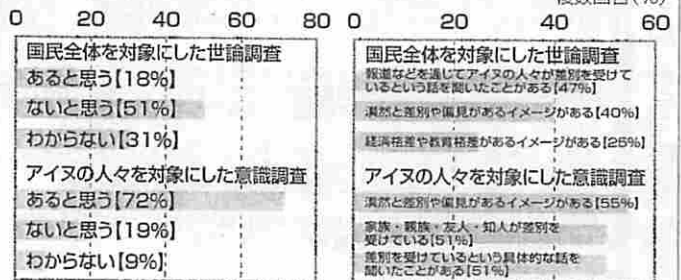 複数回答(%)
0 20 40 60 80
国民全体を対象にした世論調査
あると思う【18%】
ないと思う【51%】
わからない【31%】
アイヌの人々を対象にした意識調査
あると思う【72%】
ないと思う【19%】
わからない【9%】
0 20 40 60
国民全体を対象にした世論調査
報道などを通じてアイヌの人々が差別を受けて
いるという話を聞いたことがある【47%】
漠然と差別や偏見があるイメージがある【40%】
経済格差や教育格差があるイメージがある【25%】
アイヌの人々を対象にした意識調査
漠然と差別や偏見があるイメージがある【55%】
家族・親族・友人・知人が差別を
受けている【51%】
差別を受けているという具体的な話を
聞いたことがある【51%】